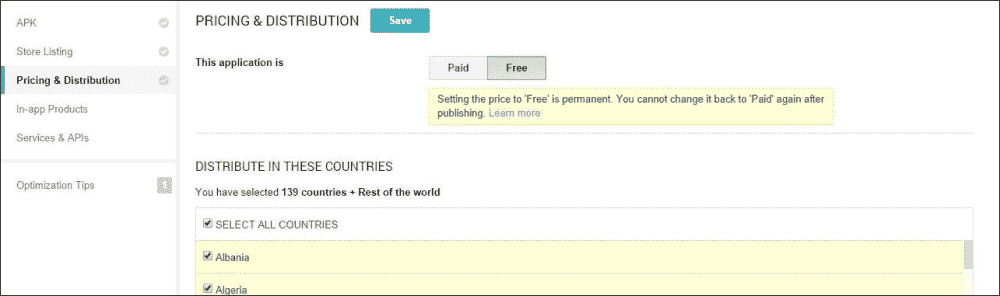 APK
Store Listing
Pricing & Distribution
In-app Products
Services & APIs
Optimization Tips
1
PRICING & DISTRIBUTION
Save
This application is
Paid
Free
Setting the price to 'Free' is permanent. You cannot change it back to 'Paid' again after
publishing. Learn more
DISTRIBUTE IN THESE COUNTRIES
You have selected 139 countries + Rest of the world
SELECT ALL COUNTRIES
Albania
Algeria